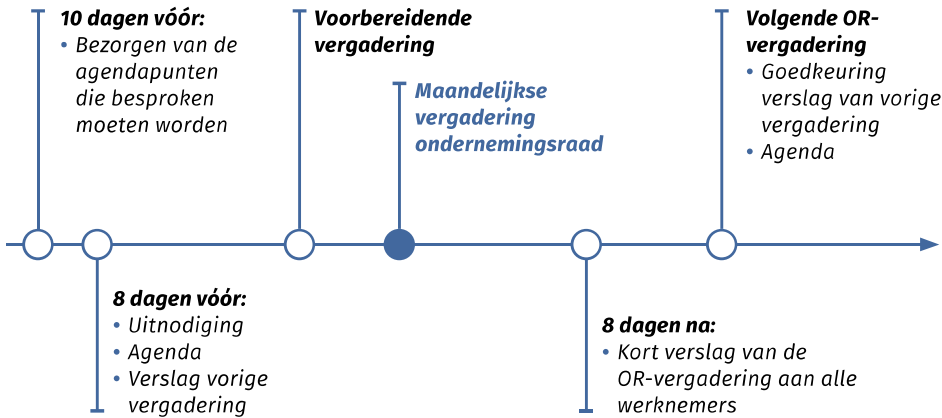 10 dagen vóór:
• Bezorgen van de
agendapunten
die besproken
moeten worden
8 dagen vóór:
• Uitnodiging
• Agenda
• Verslag vorige
vergadering
Voorbereidende
vergadering
Maandelijkse
vergadering
ondernemingsraad
8 dagen na:
• Kort verslag van de
OR-vergadering aan alle
werknemers
Volgende OR-
vergadering
• Goedkeuring
verslag van vorige
vergadering
• Agenda